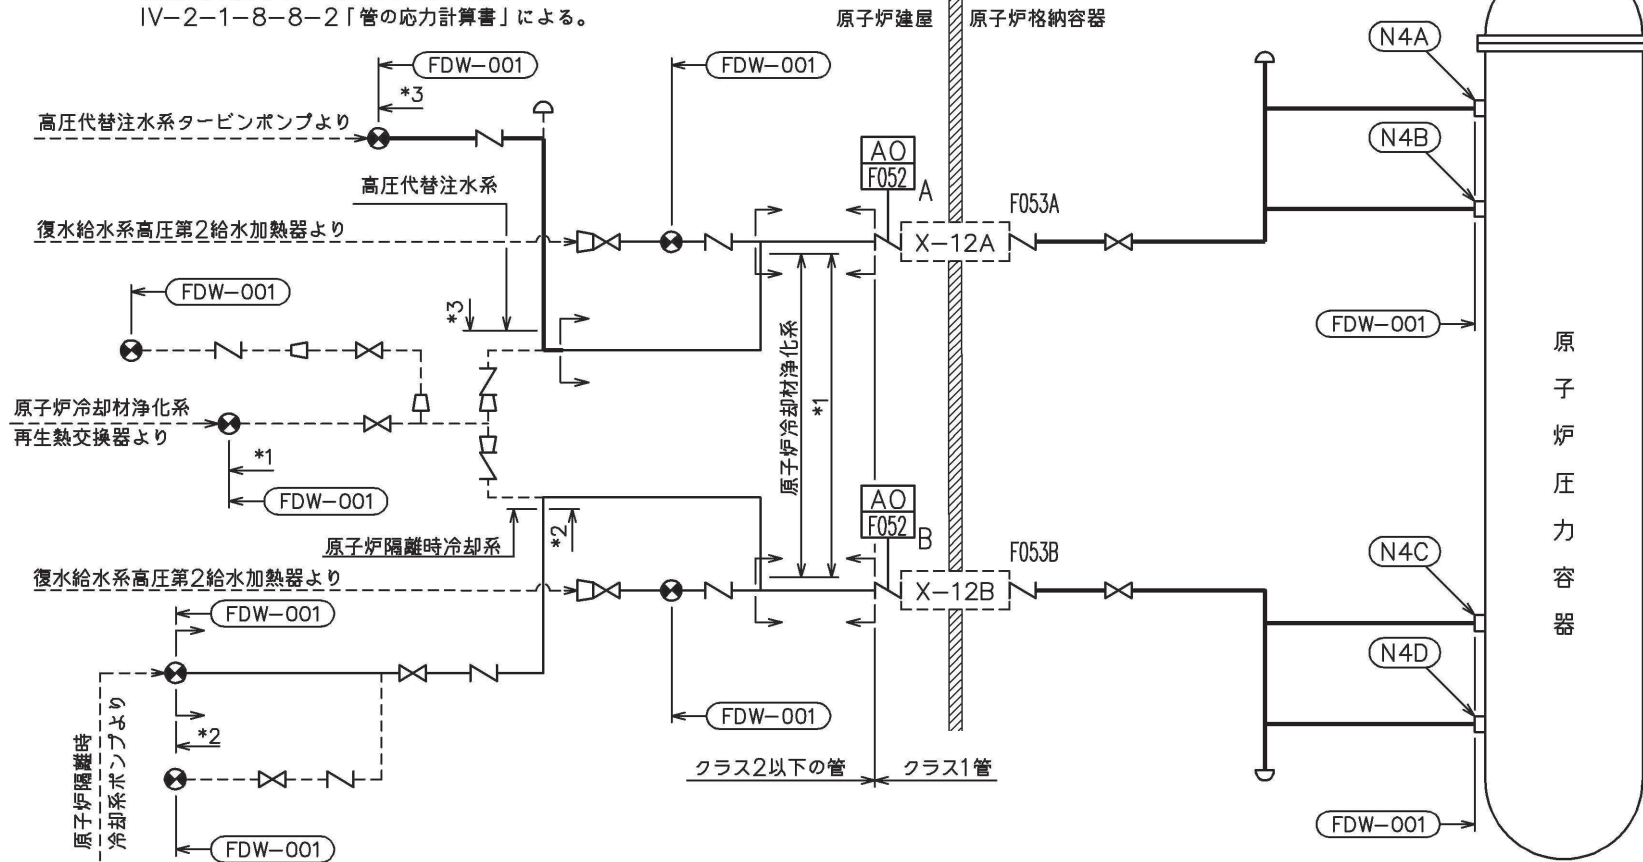 IV-2-1-8-8-2「管の応力計算書」による。
原子炉建屋
原子炉格納容器
FDW-001
FDW-001
N4A
*3
高圧代替注水系タービンポンプより
N4B
AO
F052
A
高圧代替注水系
F053A
復水給水系高圧第2給水加熱器より
X-12A
FDW-001
*3
FDW-001
原子炉冷却材浄化系
*1
原子炉圧力容器
原子炉冷却材浄化系
再生熱交換器より
*1
FDW-001
AO
F052
B
原子炉隔離時冷却系
*2
F053B
N4C
復水給水系高圧第2給水加熱器より
X-12B
FDW-001
N4D
FDW-001
*2
原子炉隔離時
冷却系ポンプより
クラス2以下の管
クラス1管
FDW-001
FDW-001